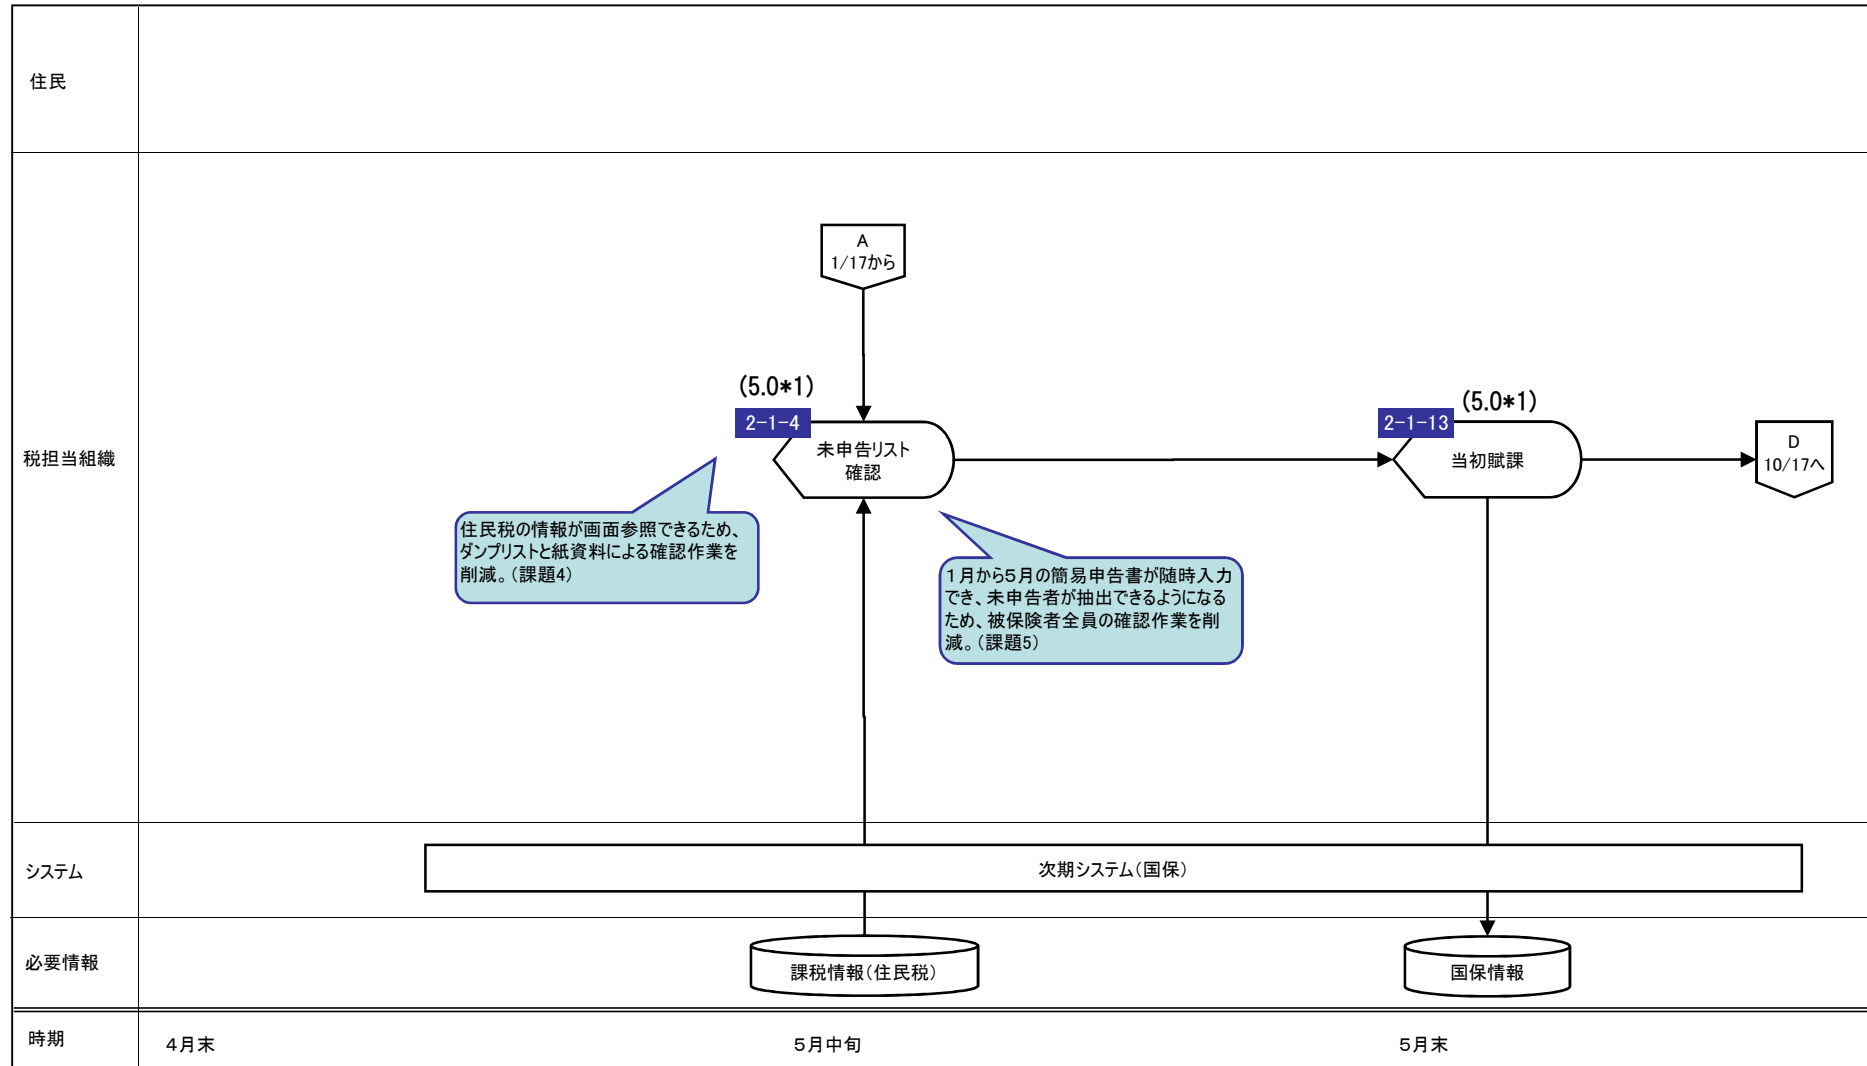 住民
税担当組織
A
1/17から
(5.0*1)
2-1-4
未申告リスト
確認
(5.0*1)
2-1-13
当初賦課
D
10/17へ
住民税の情報が画面参照できるため、
ダンプリストと紙資料による確認作業を
削減。（課題4）
１月から5月の簡易申告書が随時入力
でき、未申告者が抽出できるようになる
ため、被保険者全員の確認作業を削
減。（課題5）
システム
次期システム（国保）
必要情報
課税情報（住民税）
国保情報
時期
４月末
５月中旬
５月末